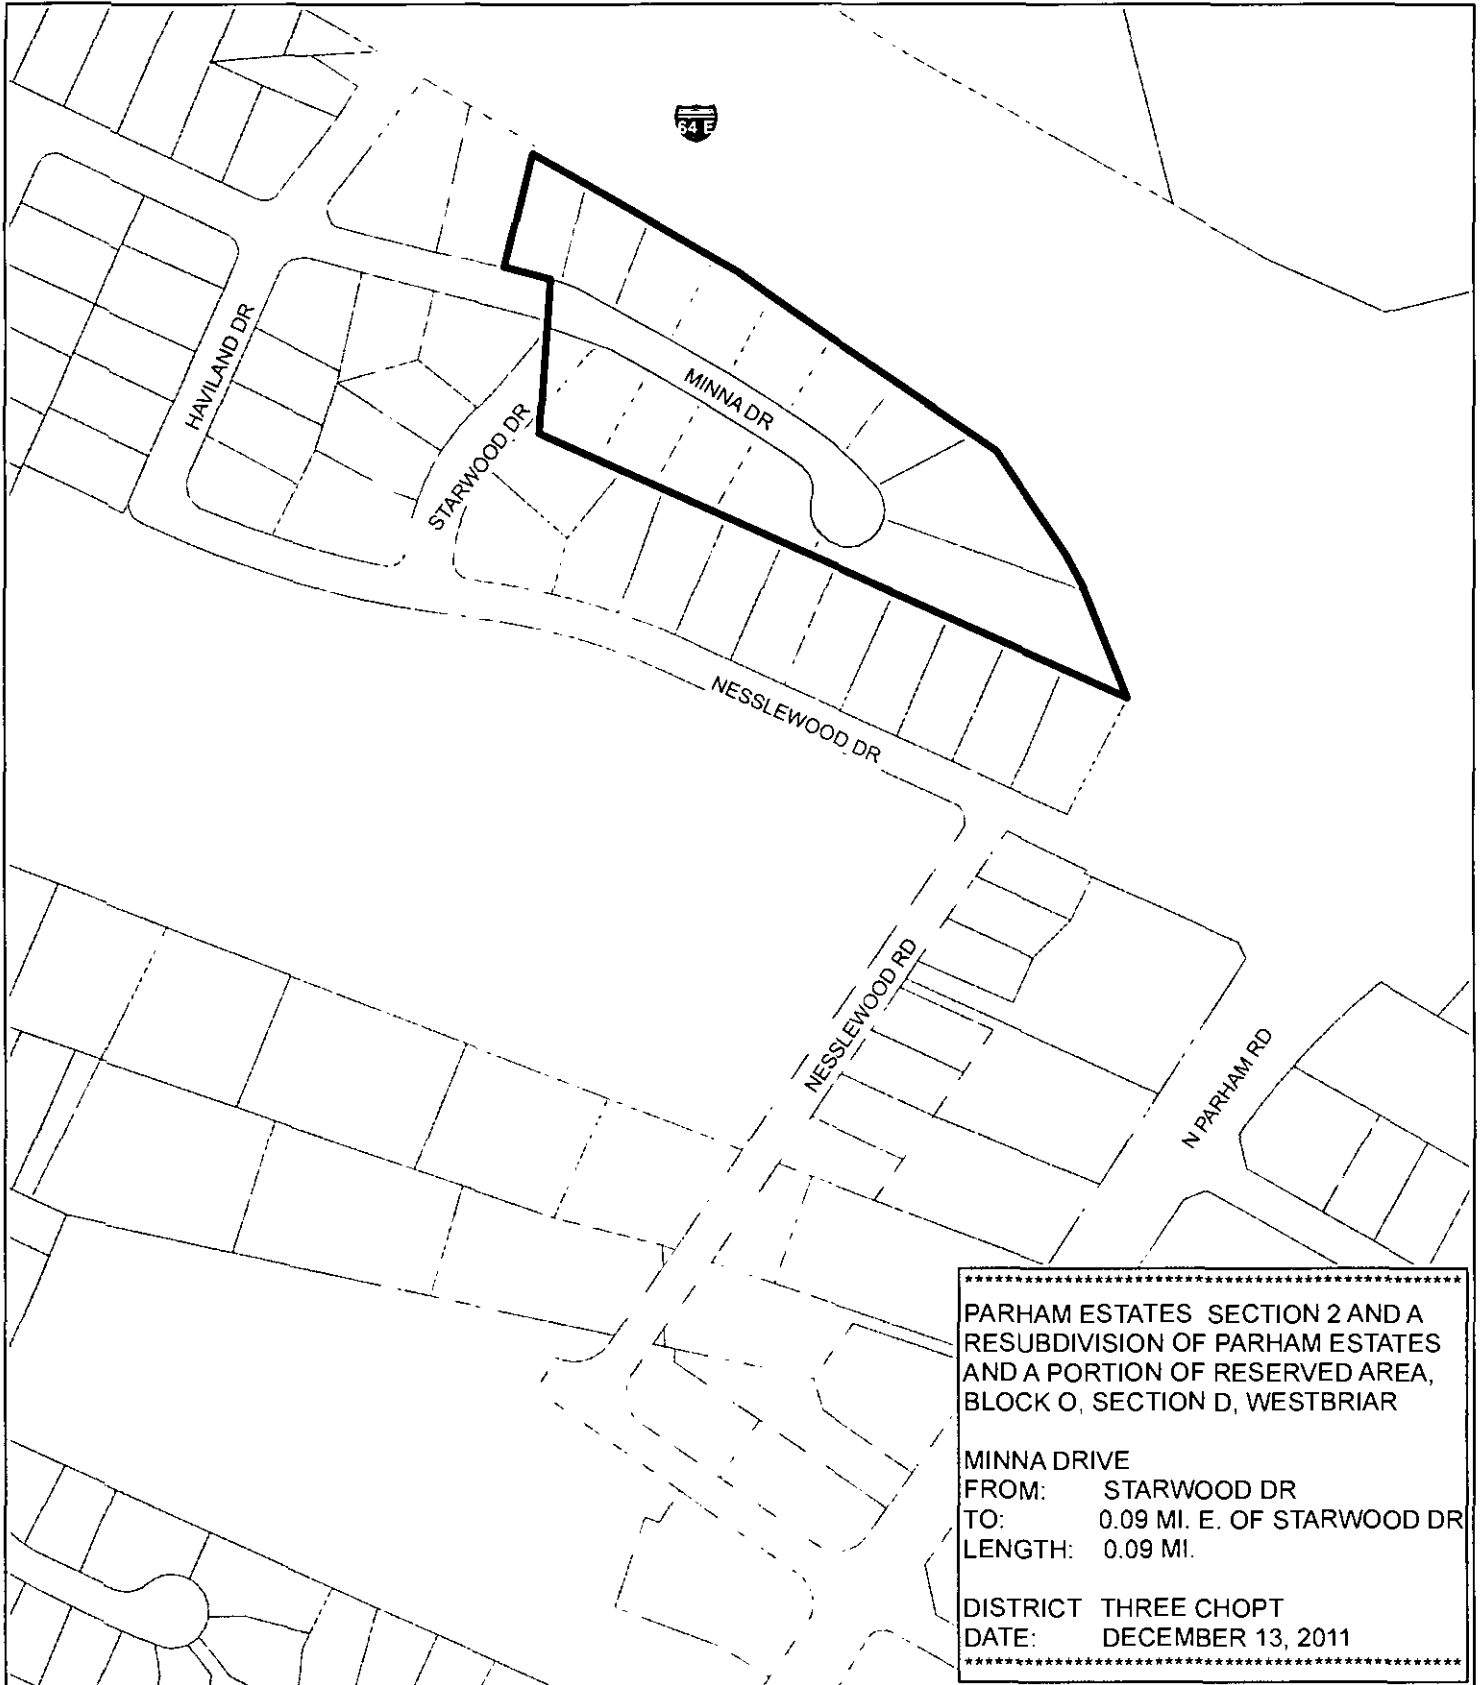 64 E
HAVILAND DR
MINNA DR
STARWOOD DR
NESSLEWOOD DR
NESSLEWOOD RD
N PARHAM RD
**************************************************
PARHAM ESTATES SECTION 2 AND A
RESUBDIVISION OF PARHAM ESTATES
AND A PORTION OF RESERVED AREA,
BLOCK O, SECTION D, WESTBRIAR
MINNA DRIVE
FROM: STARWOOD DR
TO: 0.09 MI. E. OF STARWOOD DR
LENGTH: 0.09 MI.
DISTRICT THREE CHOPT
DATE: DECEMBER 13, 2011
**************************************************